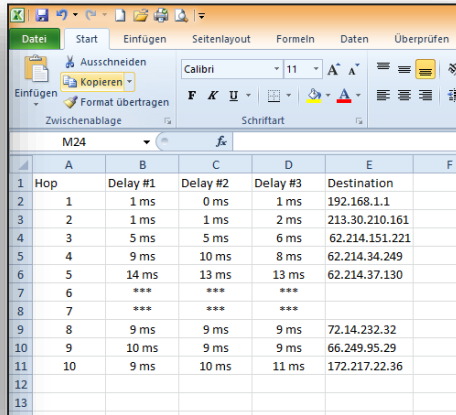 Datei Start Einfügen Seitenlayout Formeln Daten Überprüfen
Ausschneiden
Kopieren
Format übertragen
Einfügen
Calibri 11 A A
F K U A
Zwischenablage Schriftart
M24 fx
A B C D E F
1 Hop Delay #1 Delay #2 Delay #3 Destination
2 1 1 ms 0 ms 1 ms 192.168.1.1
3 2 1 ms 1 ms 2 ms 213.30.210.161
4 3 5 ms 5 ms 6 ms 62.214.151.221
5 4 9 ms 10 ms 8 ms 62.214.34.249
6 5 14 ms 13 ms 13 ms 62.214.37.130
7 6 *** *** ***
8 7 *** *** ***
9 8 9 ms 9 ms 9 ms 72.14.232.32
10 9 10 ms 9 ms 9 ms 66.249.95.29
11 10 9 ms 10 ms 11 ms 172.217.22.36
12
13